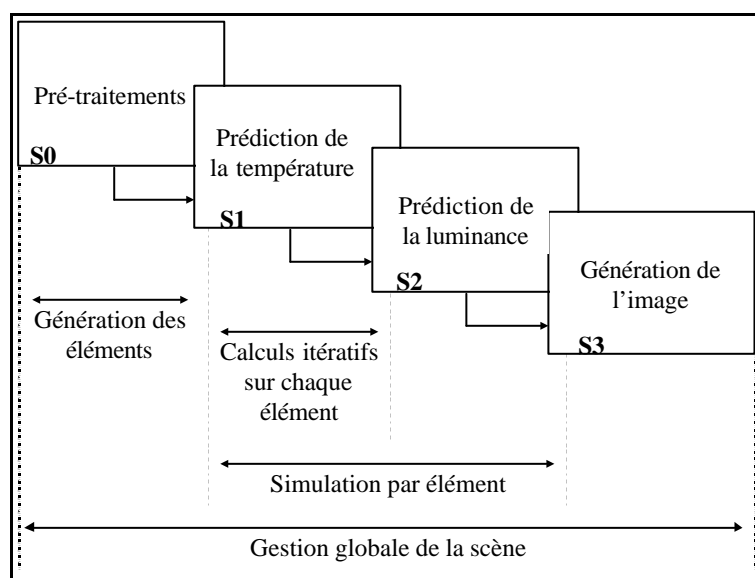 Pré-traitements
S0
Prédiction de
la température
S1
Prédiction de
la luminance
S2
Génération de
l’image
S3
Génération des
éléments
Calculs itératifs
sur chaque
élément
Simulation par élément
Gestion globale de la scène